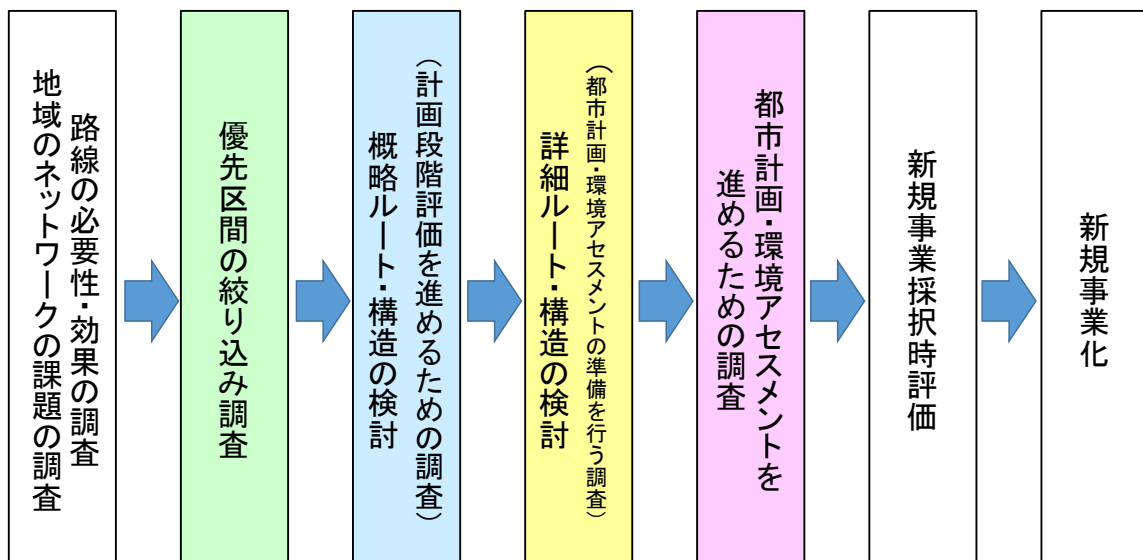 路線の必要性・効果の調査
地域のネットワークの課題の調査
優先区間の絞り込み調査
（計画段階評価を進めるための調査）
概略ルート・構造の検討
（都市計画・環境アセスメントの準備を行う調査）
詳細ルート・構造の検討
都市計画・環境アセスメントを
進めるための調査
新規事業採択時評価
新規事業化